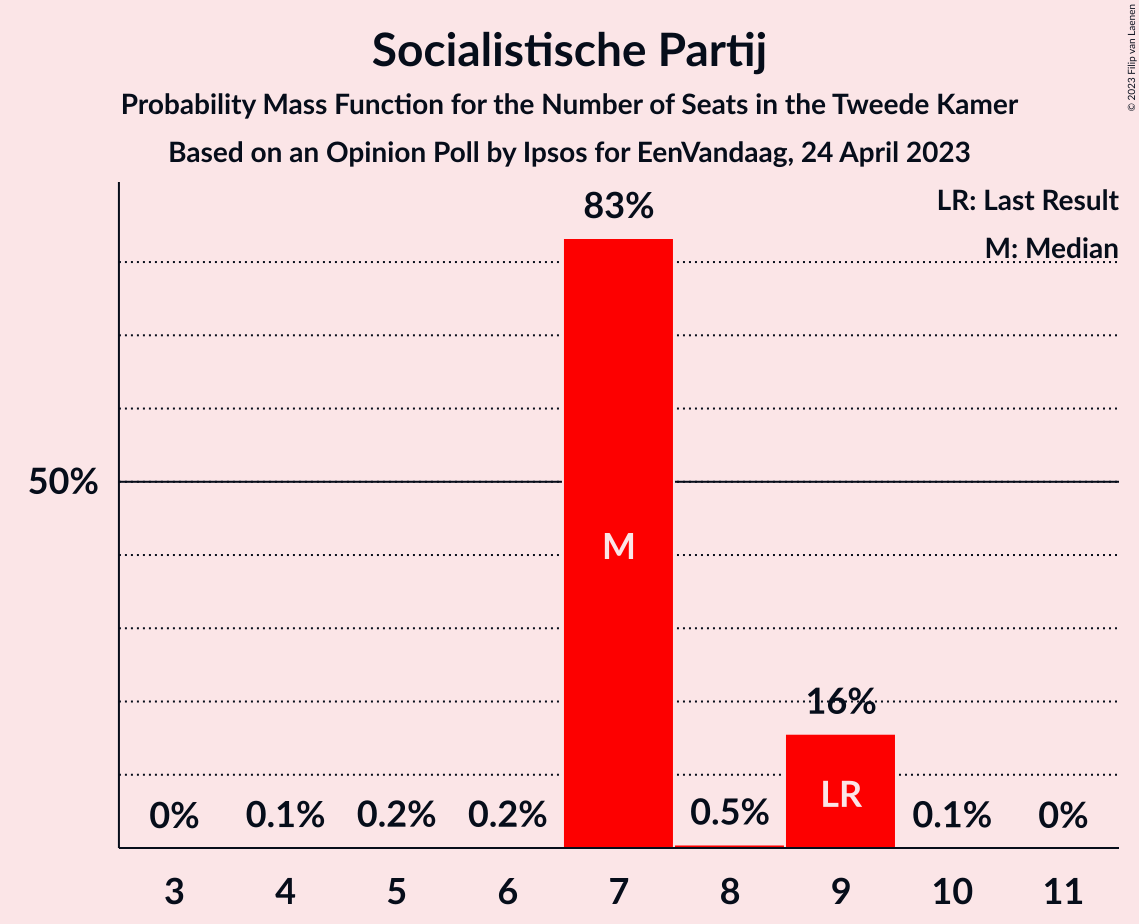 Socialistische Partij
Probability Mass Function for the Number of Seats in the Tweede Kamer
Based on an Opinion Poll by Ipsos for EenVandaag, 24 April 2023
© 2023 Filip van Laenen
LR: Last Result
M: Median
50%
0%
0.1%
0.2%
0.2%
83%
M
0.5%
16%
LR
0.1%
0%
3 4 5 6 7 8 9 10 11